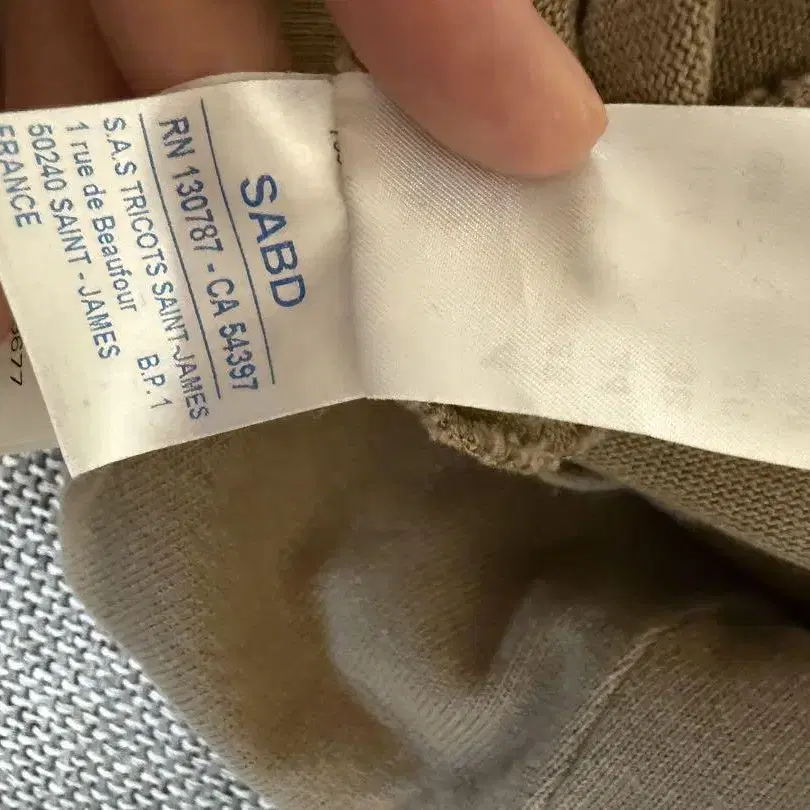 SABD
RN 130787 - CA 54397
S.A.S TRICOTS SAINT-JAMES
1 rue de Beaufour B.P. 1
50240 SAINT - JAMES
FRANCE